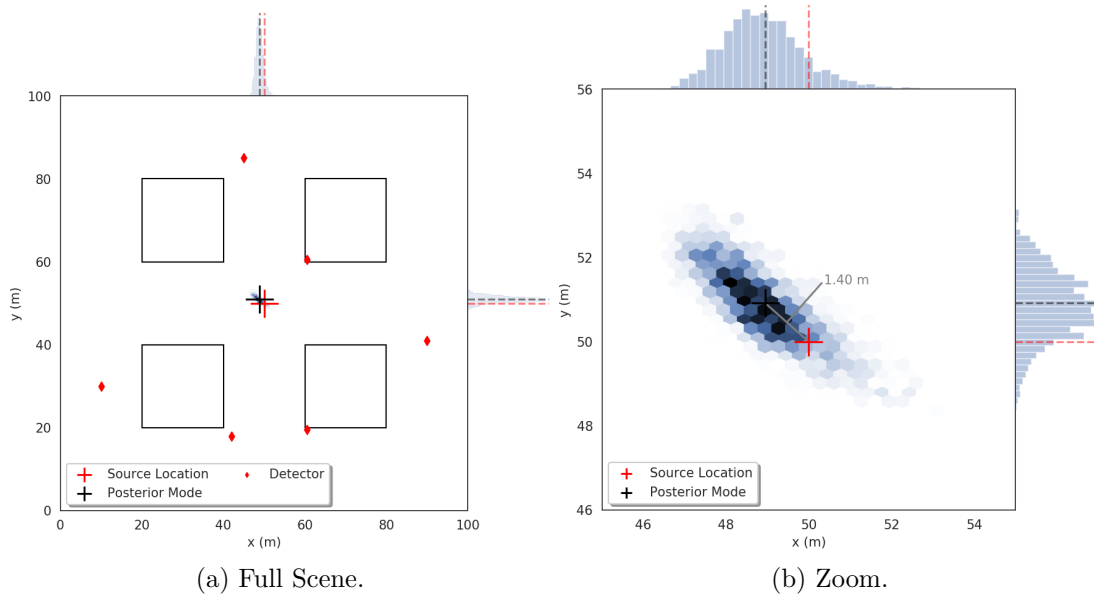 100
80
60
40
20
0
y (m)
0
20
40
60
80
100
x (m)
Source Location
Posterior Mode
Detector
(a) Full Scene.
56
54
52
50
48
46
y (m)
46
48
50
52
54
x (m)
1.40 m
Source Location
Posterior Mode
(b) Zoom.